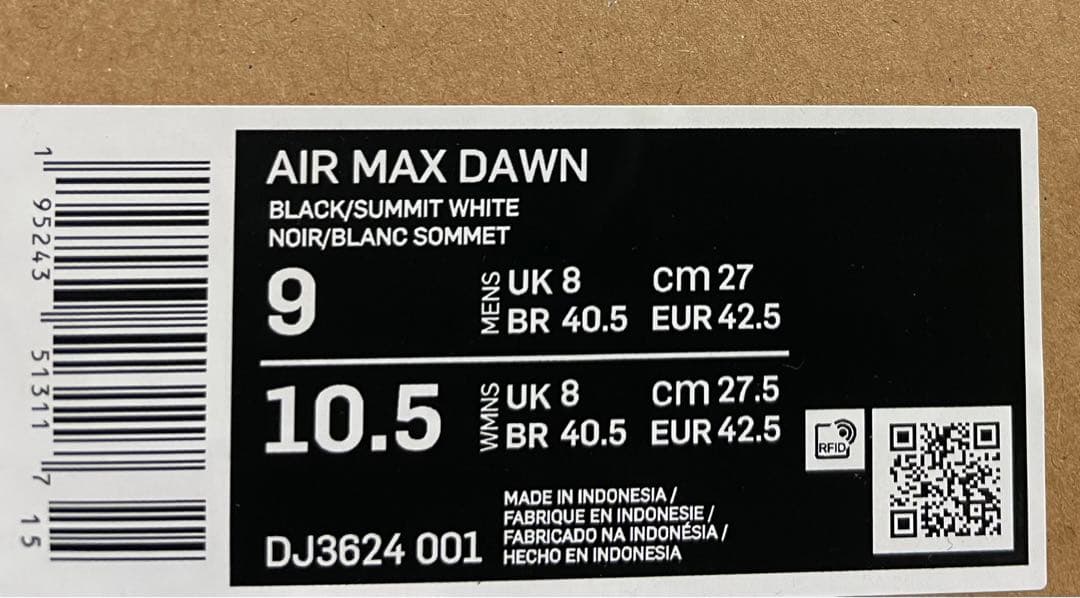 AIR MAX DAWN
BLACK/SUMMIT WHITE
NOIR/BLANC SOMMET
9 MENS UK 8 cm 27
BR 40.5 EUR 42.5
10.5 WMNS UK 8 cm 27.5
BR 40.5 EUR 42.5
RFID
MADE IN INDONESIA /
FABRIQUE EN INDONESIE /
FABRICADO NA INDONÉSIA /
HECHO EN INDONESIA
DJ3624 001
1 95243 51311 7 15